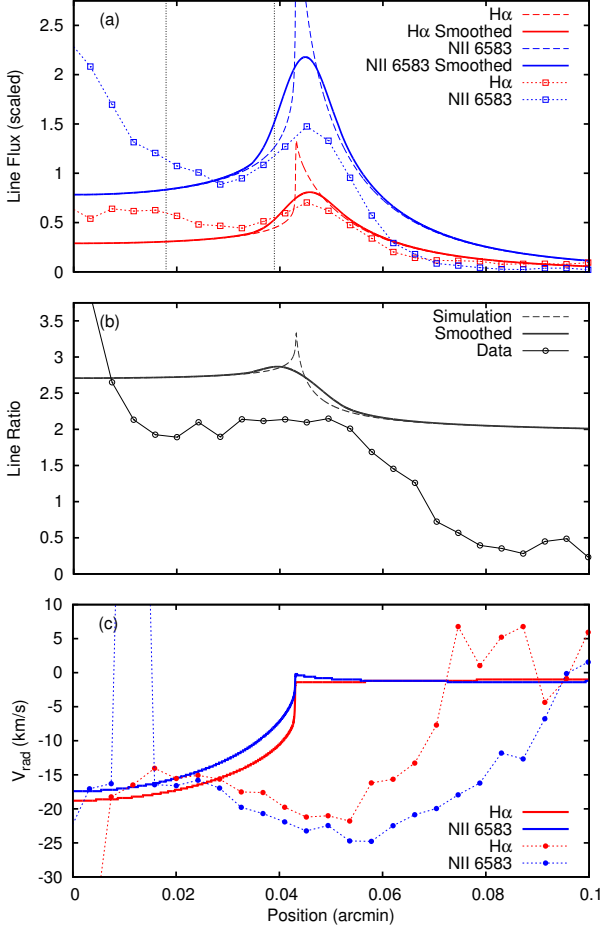 (a)
Hα
Hα Smoothed
NII 6583
NII 6583 Smoothed
Hα
NII 6583
Line Flux (scaled)
2.5
2
1.5
1
0.5
0
(b)
Simulation
Smoothed
Data
Line Ratio
3.5
3
2.5
2
1.5
1
0.5
0
(c)
Hα
NII 6583
Hα
NII 6583
V_rad (km/s)
10
5
0
-5
-10
-15
-20
-25
-30
0 0.02 0.04 0.06 0.08 0.1
Position (arcmin)